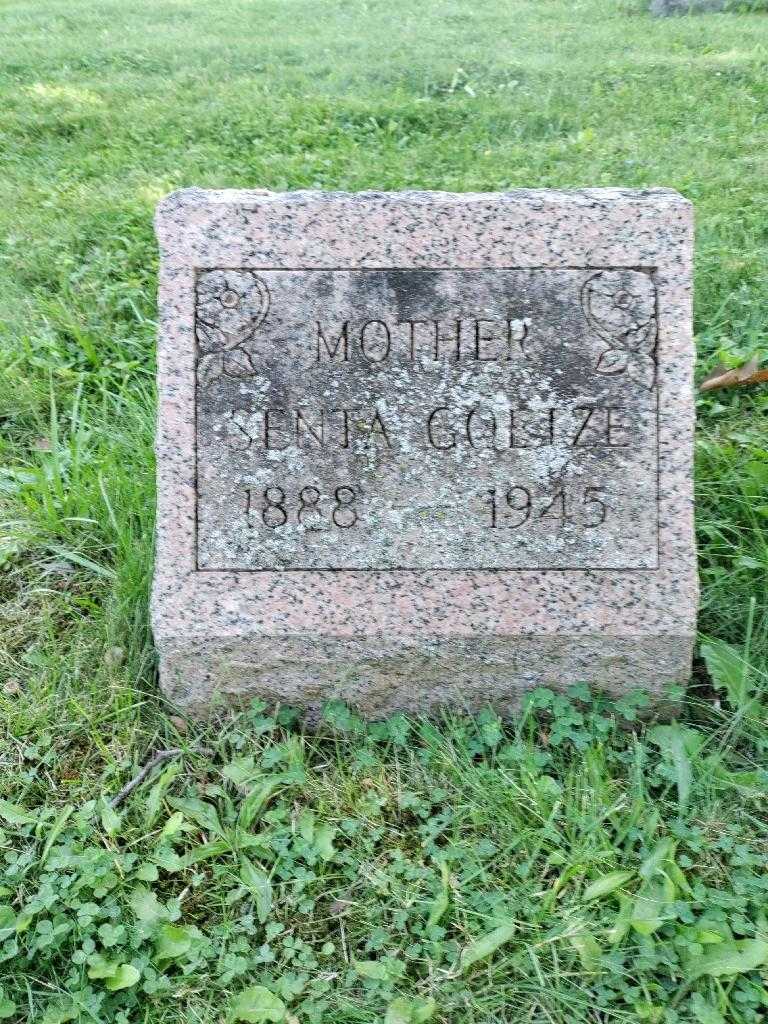 MOTHER
SENTA GOLTZE
1888 — 1945